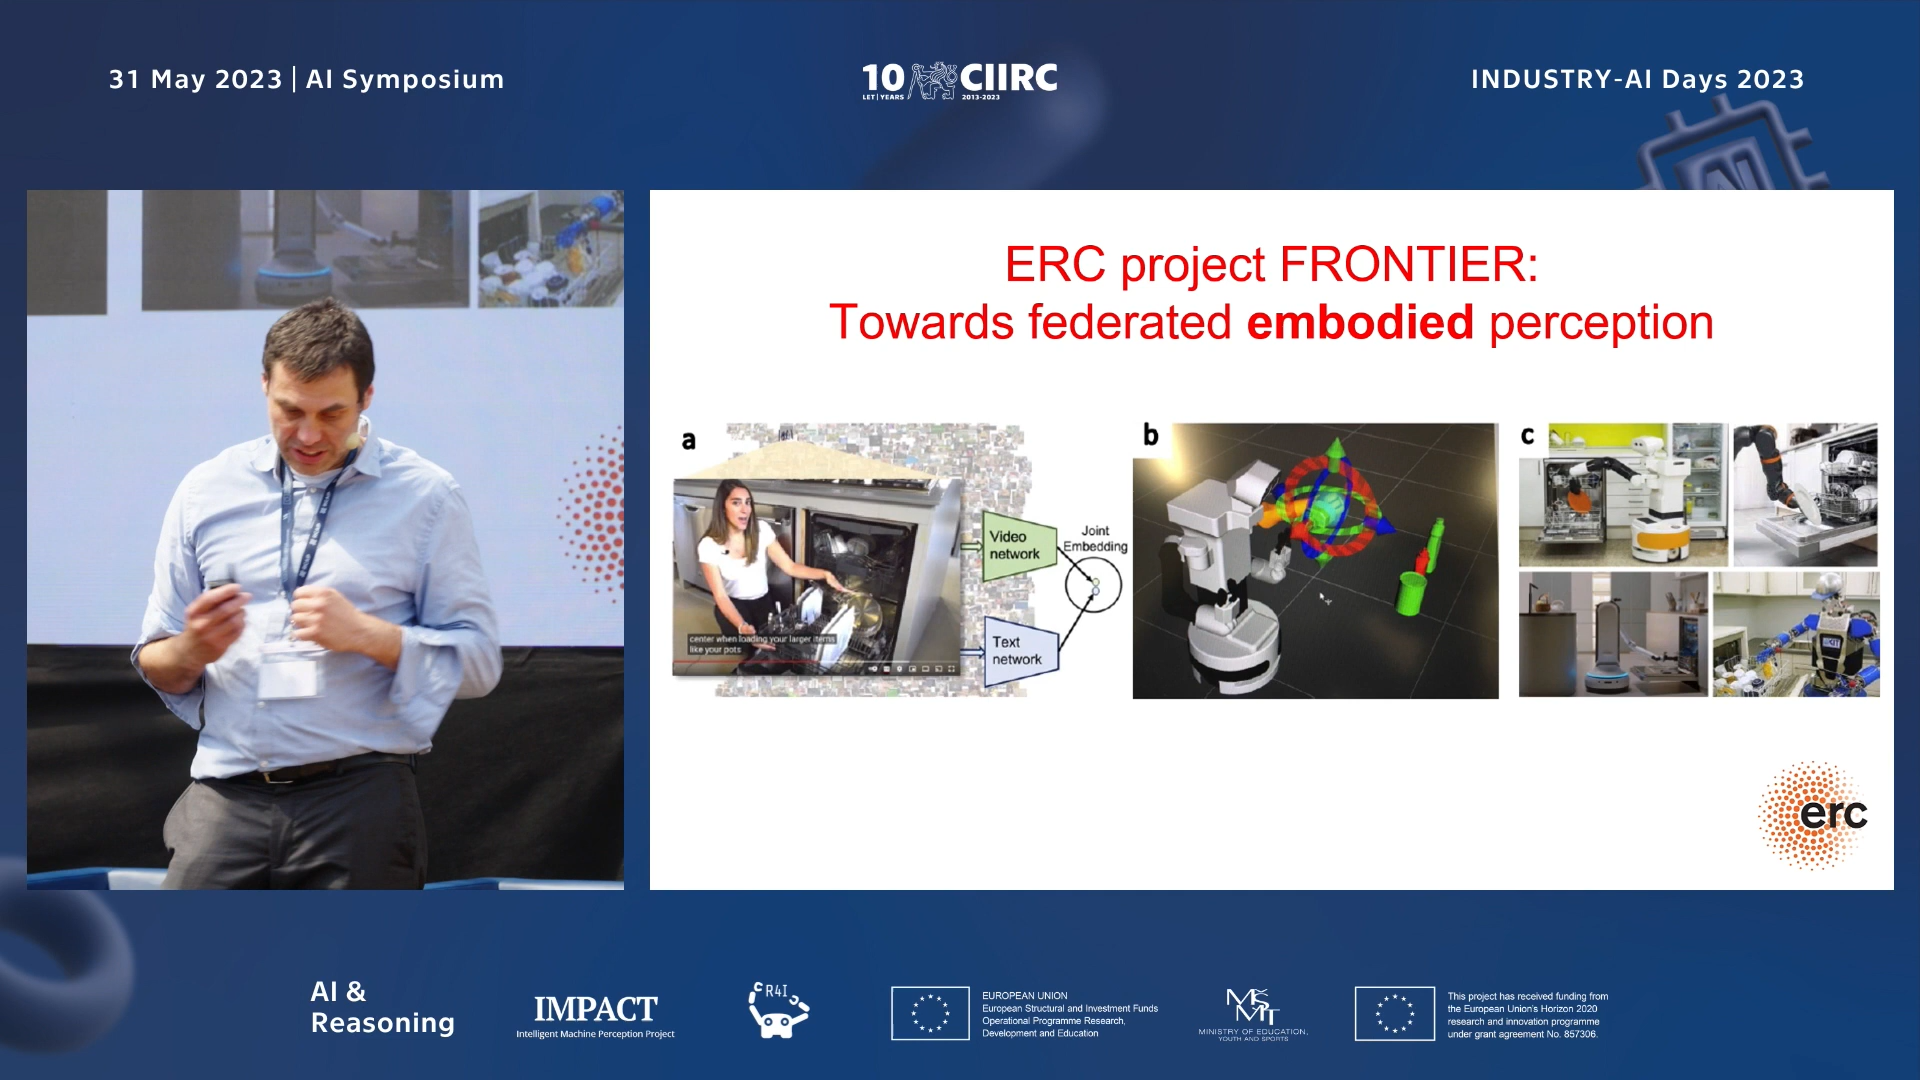 31 May 2023 | AI Symposium
10 CIIRC
LET | YEARS 2013-2023
INDUSTRY-AI Days 2023
AI
ERC project FRONTIER:
Towards federated embodied perception
a
b
c
Video
network
Joint
Embedding
Text
network
center when loading your larger items
like your pots
erc
AI &
Reasoning
IMPACT
Intelligent Machine Perception Project
R4I
EUROPEAN UNION
European Structural and Investment Funds
Operational Programme Research,
Development and Education
MSMT
MINISTRY OF EDUCATION,
YOUTH AND SPORTS
This project has received funding from
the European Union's Horizon 2020
research and innovation programme
under grant agreement No. 857306.